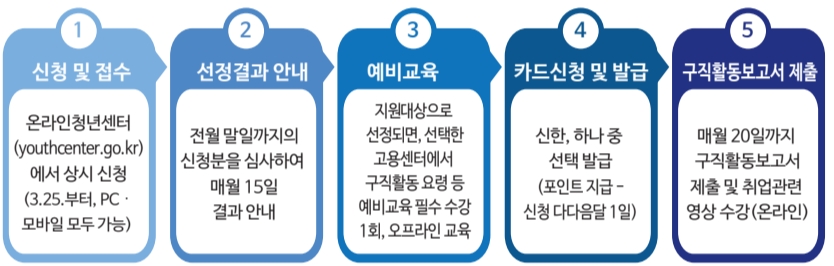 1
신청 및 접수
온라인청년센터
(youthcenter.go.kr)
에서 상시 신청
(3.25.부터, PC ·
모바일 모두 가능)
2
선정결과 안내
전월 말일까지의
신청분을 심사하여
매월 15일
결과 안내
3
예비교육
지원대상으로
선정되면, 선택한
고용센터에서
구직활동 요령 등
예비교육 필수 수강
1회, 오프라인 교육
4
카드신청 및 발급
신한, 하나 중
선택 발급
(포인트 지급 –
신청 다다음달 1일)
5
구직활동보고서 제출
매월 20일까지
구직활동보고서
제출 및 취업관련
영상 수강(온라인)